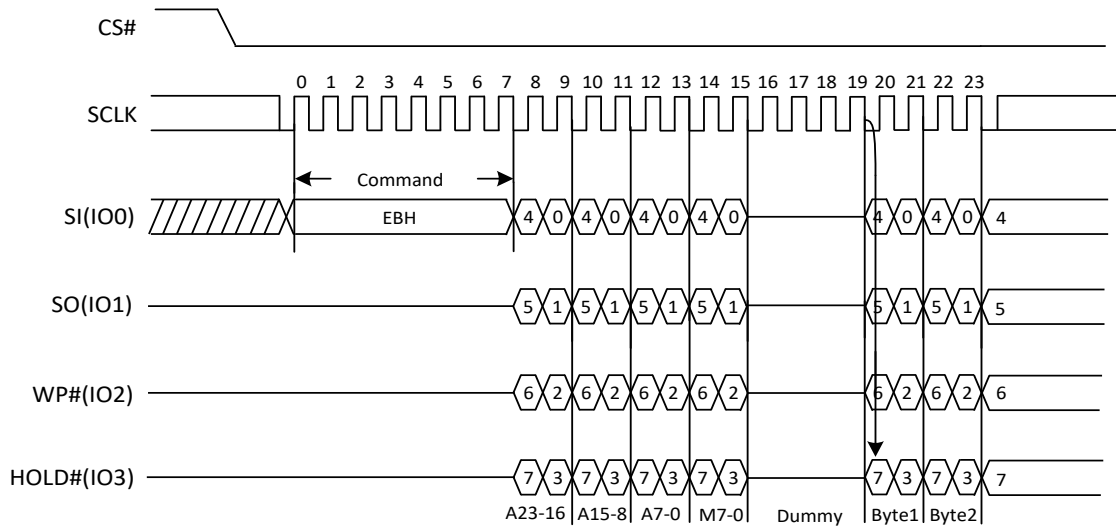 CS#
0 1 2 3 4 5 6 7 8 9 10 11 12 13 14 15 16 17 18 19 20 21 22 23
SCLK
Command
SI(IO0) EBH 4 0 4 0 4 0 4 0 4 0 4 0 4
SO(IO1) 5 1 5 1 5 1 5 1 5 1 5 1 5
WP#(IO2) 6 2 6 2 6 2 6 2 6 2 6 2 6
HOLD#(IO3) 7 3 7 3 7 3 7 3 7 3 7 3 7
A23-16 A15-8 A7-0 M7-0 Dummy Byte1 Byte2